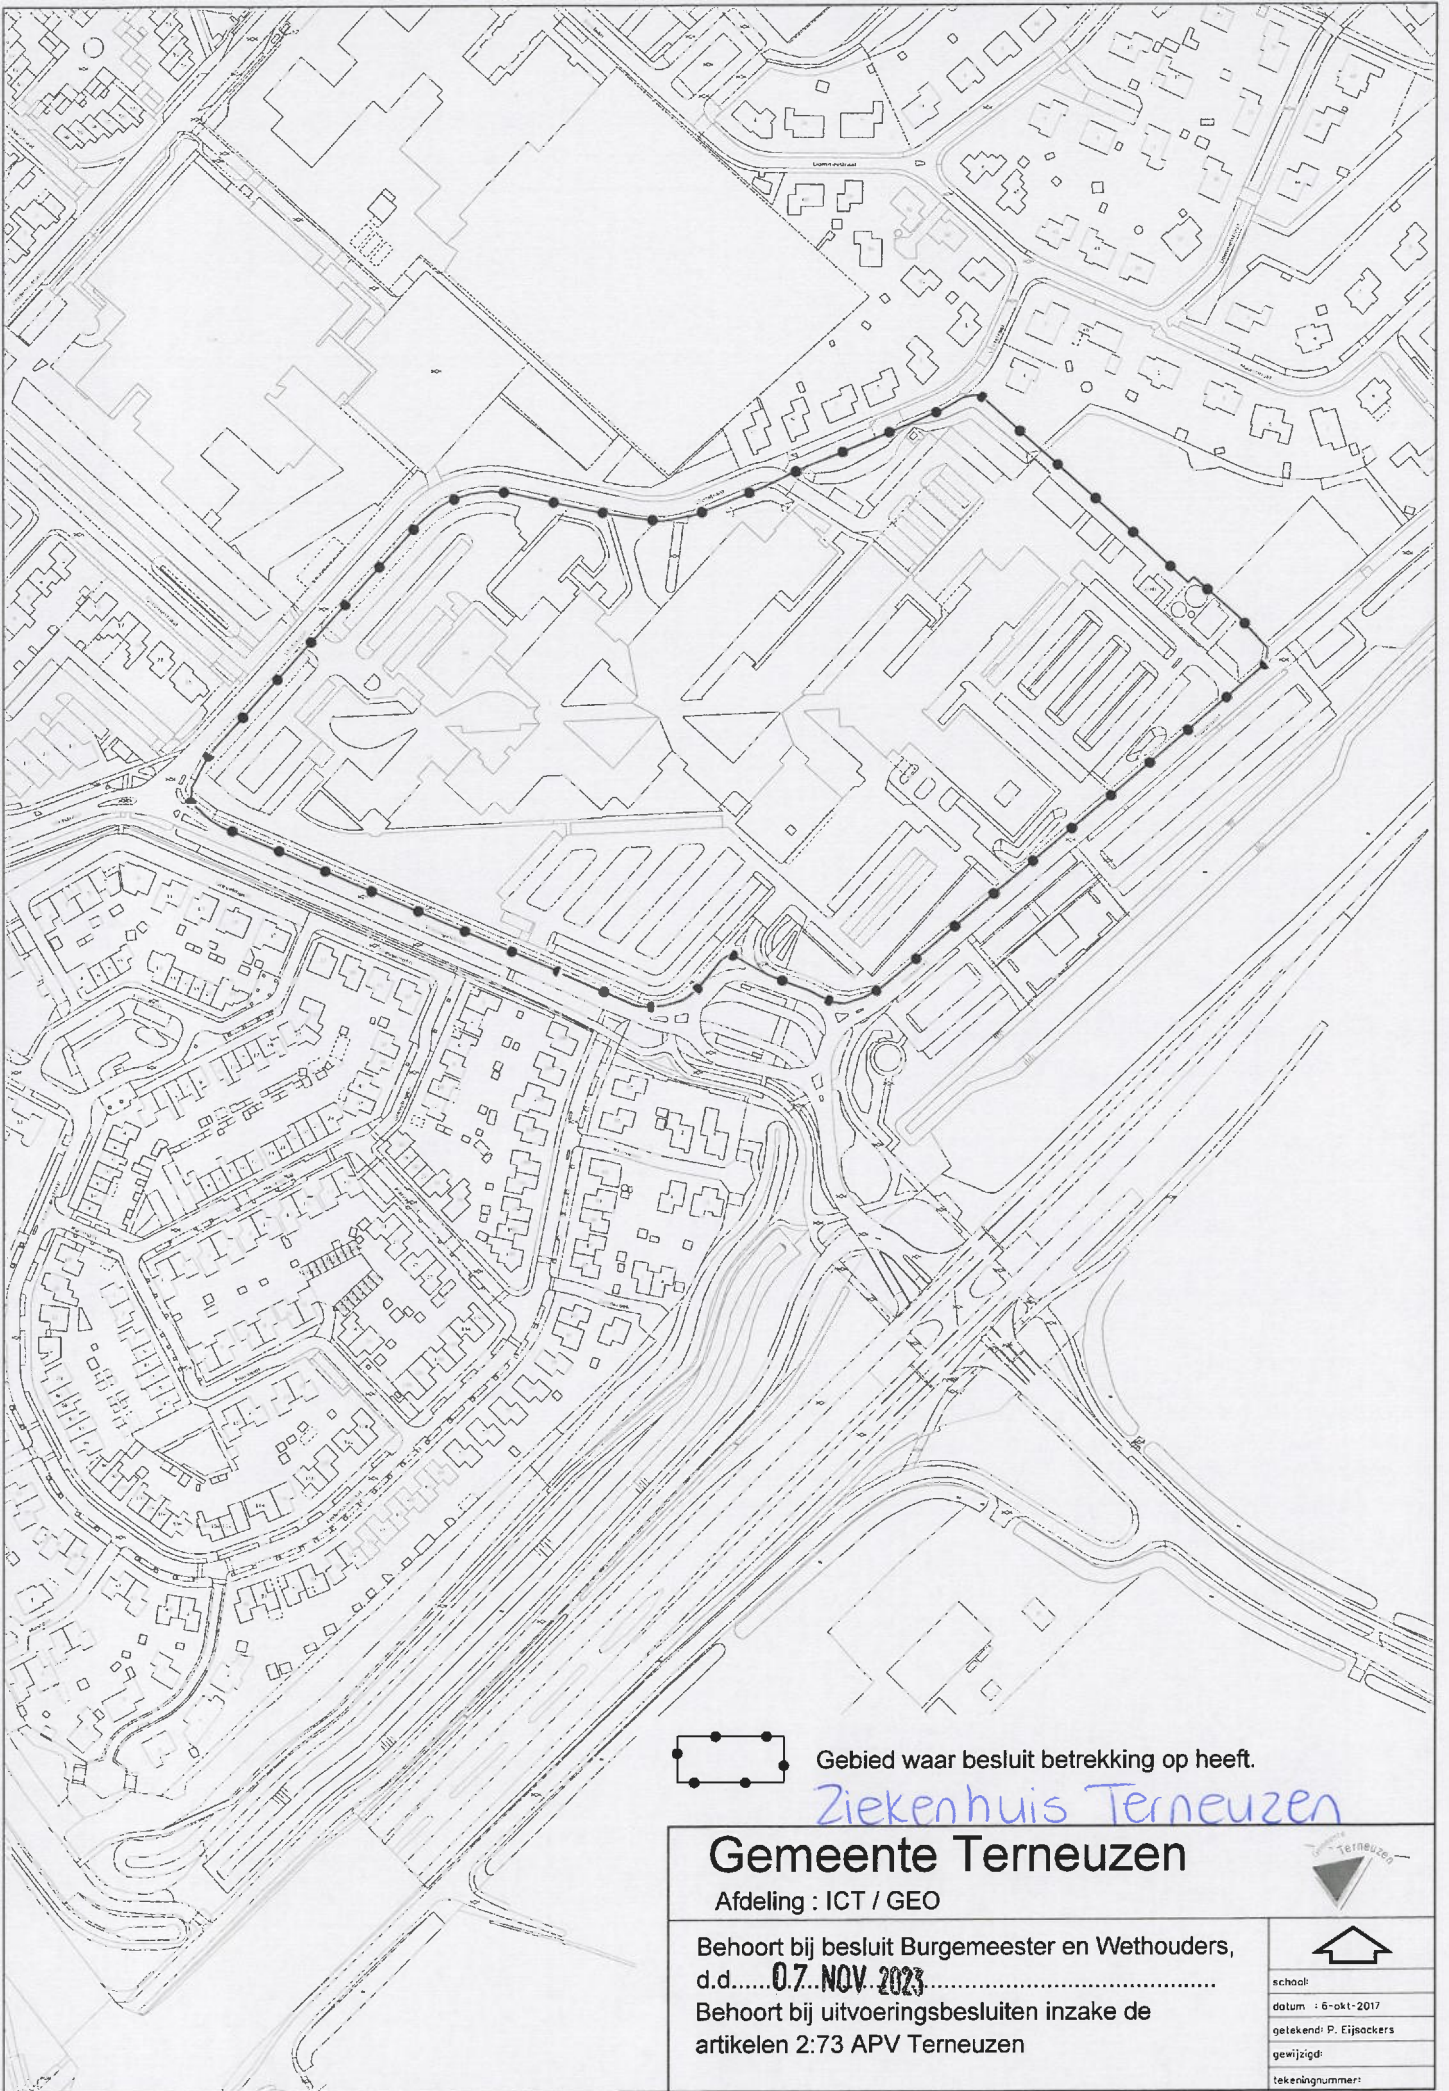 Gebied waar besluit betrekking op heeft.
Ziekenhuis Terneuzen
Gemeente Terneuzen
Afdeling : ICT / GEO
Gemeente
Terneuzen
Behoort bij besluit Burgemeester en Wethouders,
d.d......07 NOV 2023..........................................
Behoort bij uitvoeringsbesluiten inzake de
artikelen 2:73 APV Terneuzen
school:
datum : 6-okt-2017
getekend: P. Eijsackers
gewijzigd:
tekeningnummer: